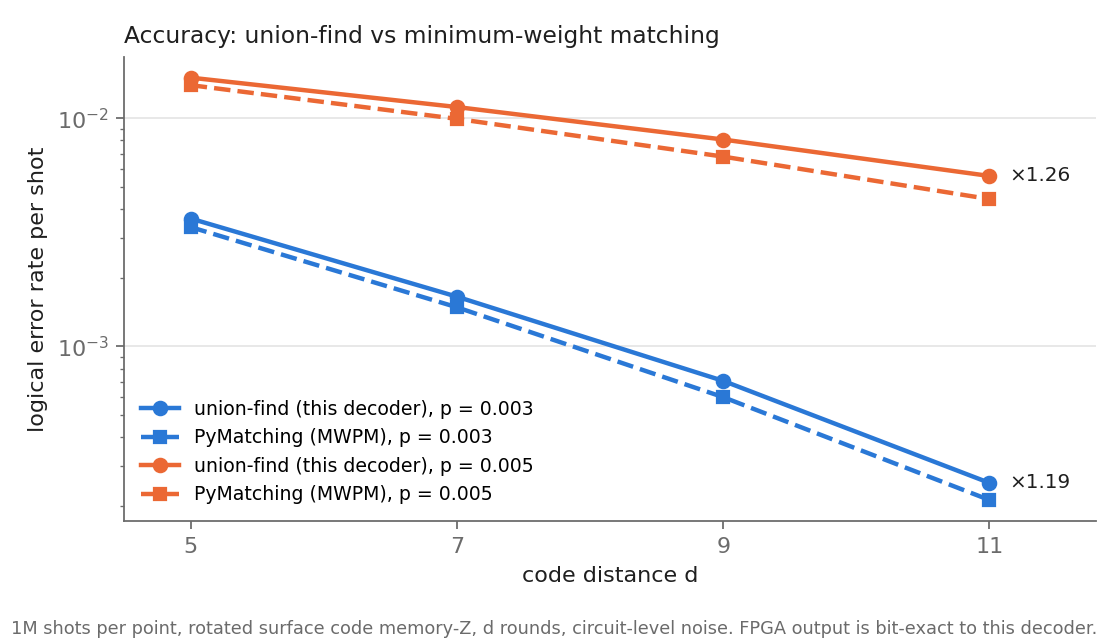 Accuracy: union-find vs minimum-weight matching
logical error rate per shot
10⁻²
10⁻³
×1.26
×1.19
union-find (this decoder), p = 0.003
PyMatching (MWPM), p = 0.003
union-find (this decoder), p = 0.005
PyMatching (MWPM), p = 0.005
5 7 9 11
code distance d
1M shots per point, rotated surface code memory-Z, d rounds, circuit-level noise. FPGA output is bit-exact to this decoder.